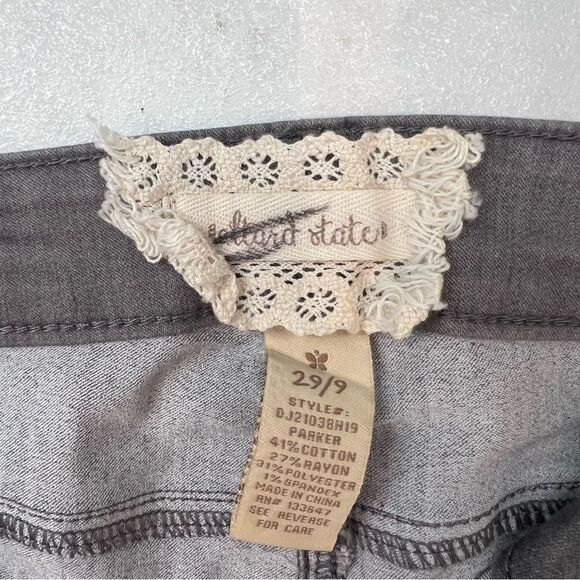 altard state
29/9
STYLE#:
DJ21038H19
PARKER
41% COTTON
27% RAYON
31% POLYESTER
1% SPANDEX
MADE IN CHINA
RN# 133647
SEE REVERSE
FOR CARE